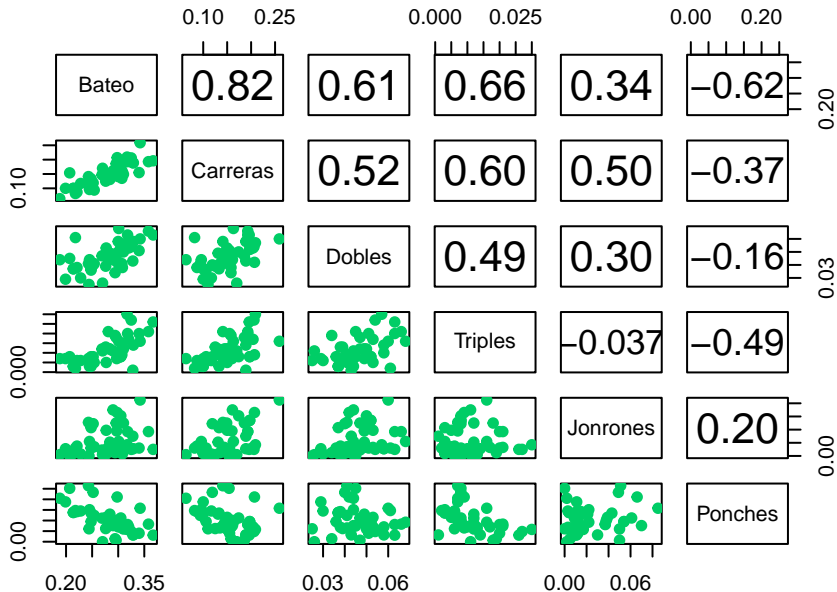 0.10 0.25 0.000 0.025 0.00 0.20
Bateo 0.82 0.61 0.66 0.34 −0.62
0.20
0.10
Carreras 0.52 0.60 0.50 −0.37
Dobles 0.49 0.30 −0.16
0.03
0.000
Triples −0.037 −0.49
Jonrones 0.20
0.00
0.00
Ponches
0.20 0.35 0.03 0.06 0.00 0.06